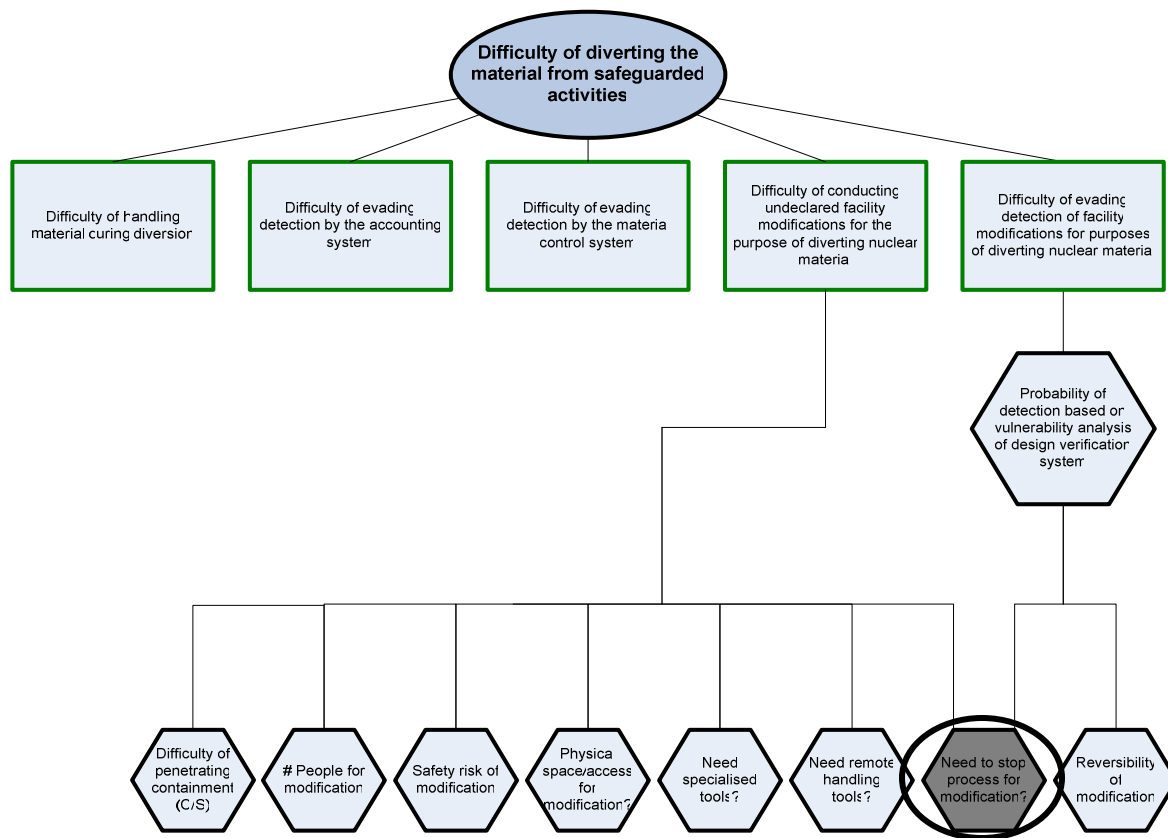 Difficulty of diverting the
material from safeguarded
activities
Difficulty of handling
material curing diversion
Difficulty of evading
detection by the accounting
system
Difficulty of evading
detection by the materia
control system
Difficulty of conducting
undeclared facility
modifications for the
purpose of diverting nuclear
materia
Difficulty of evading
detection of facility
modifications for purposes
of diverting nuclear materia
Probability of
detection based on
vulnerability analysis
of design verification
system
Difficulty of
penetrating
containment
(C/S)
# People for
modification
Safety risk of
modification
Physica
space/access
for
modification?
Need
specialised
tools?
Need remote
handling
tools?
Need to stop
process for
modification?
Reversibility
of
modification